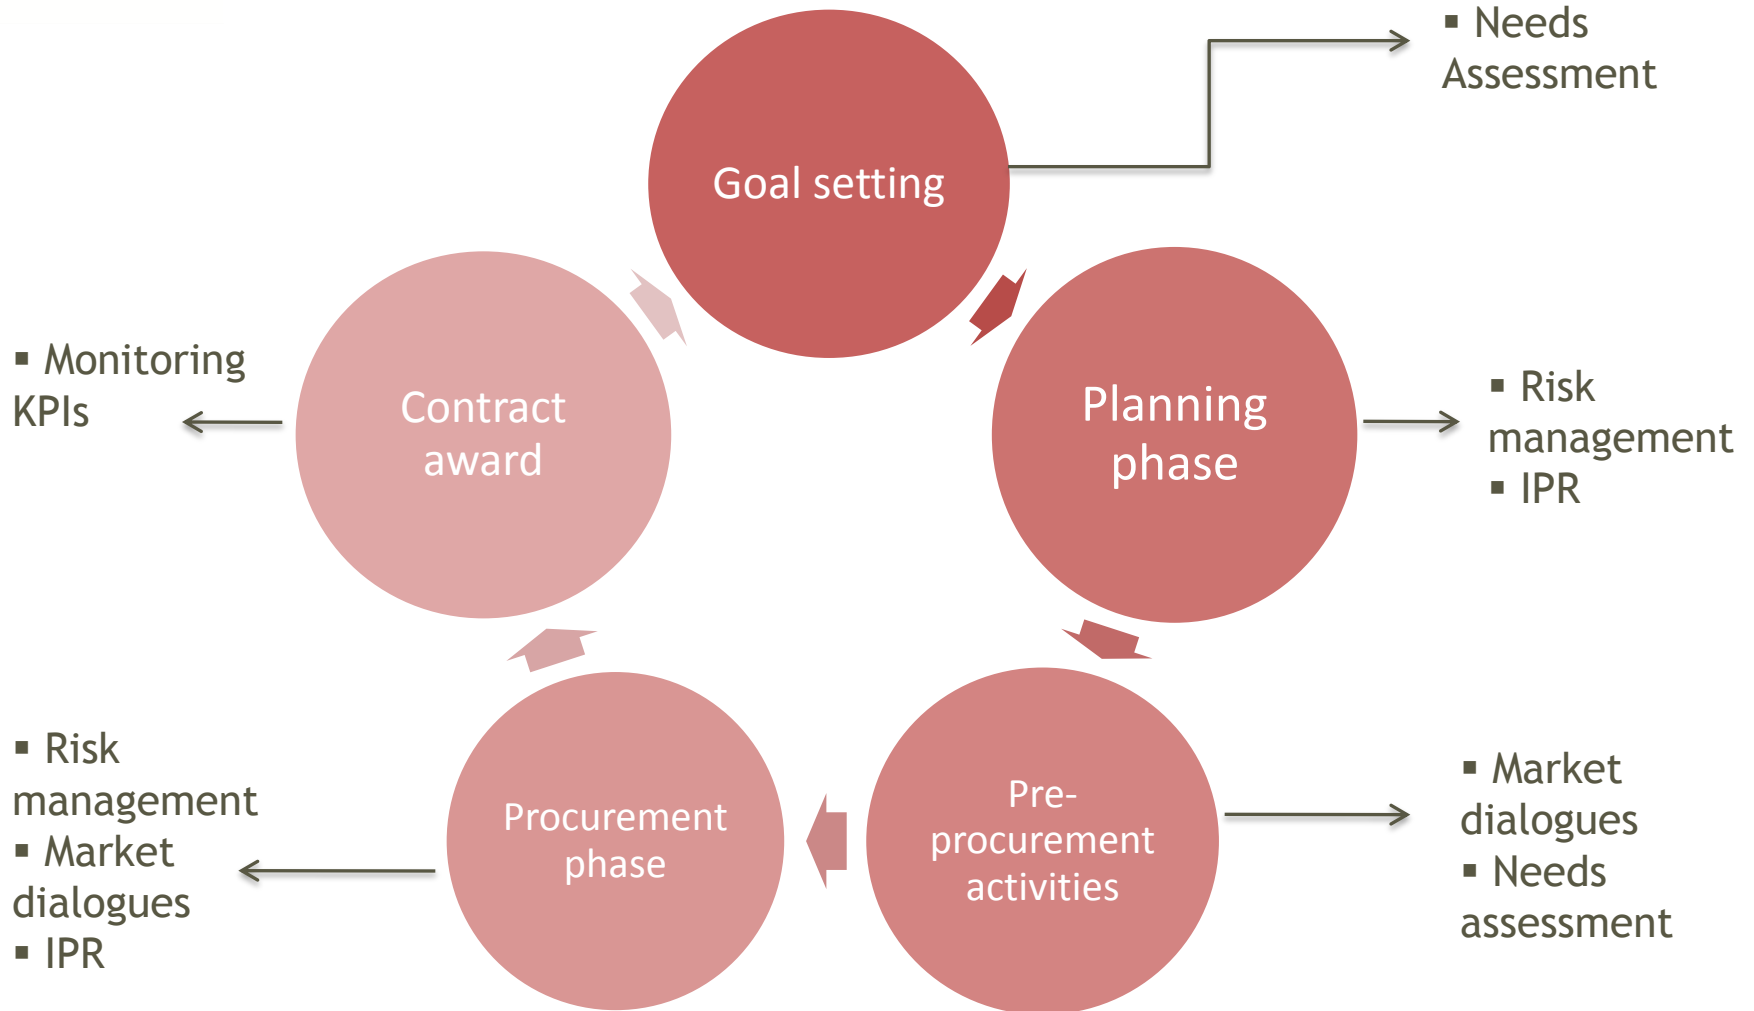 ▪ Needs
Assessment
Goal setting
Planning
phase
▪ Risk
management
▪ IPR
Pre-
procurement
activities
▪ Market
dialogues
▪ Needs
assessment
Procurement
phase
▪ Risk
management
▪ Market
dialogues
▪ IPR
Contract
award
▪ Monitoring
KPIs